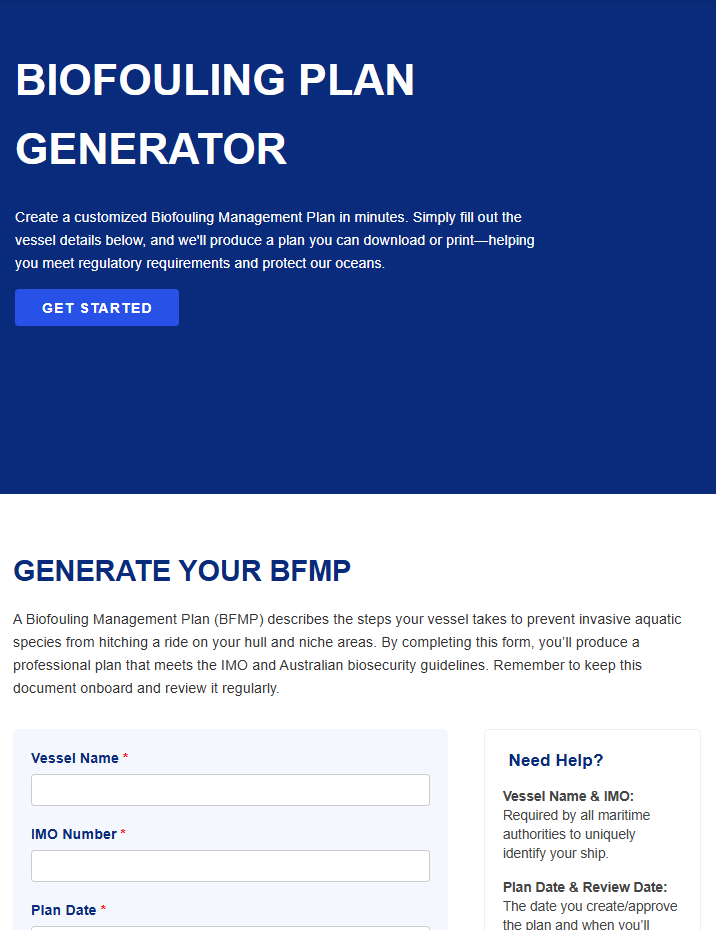 BIOFOULING PLAN
GENERATOR
Create a customized Biofouling Management Plan in minutes. Simply fill out the
vessel details below, and we'll produce a plan you can download or print—helping
you meet regulatory requirements and protect our oceans.
GET STARTED
GENERATE YOUR BFMP
A Biofouling Management Plan (BFMP) describes the steps your vessel takes to prevent invasive aquatic
species from hitching a ride on your hull and niche areas. By completing this form, you’ll produce a
professional plan that meets the IMO and Australian biosecurity guidelines. Remember to keep this
document onboard and review it regularly.
Vessel Name *
IMO Number *
Plan Date *
Need Help?
Vessel Name & IMO:
Required by all maritime
authorities to uniquely
identify your ship.
Plan Date & Review Date:
The date you create/approve
the plan and when you’ll